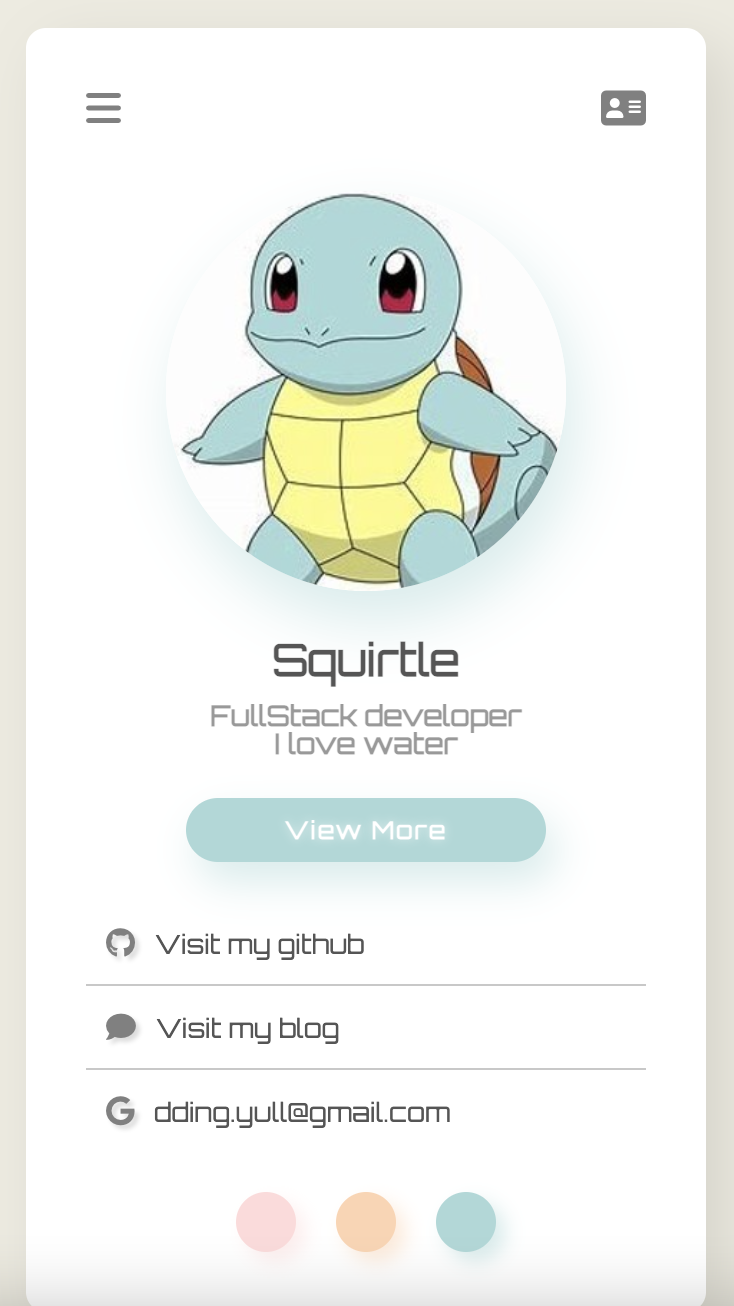 Squirtle
FullStack developer
I love water
View More
Visit my github
Visit my blog
dding.yull@gmail.com